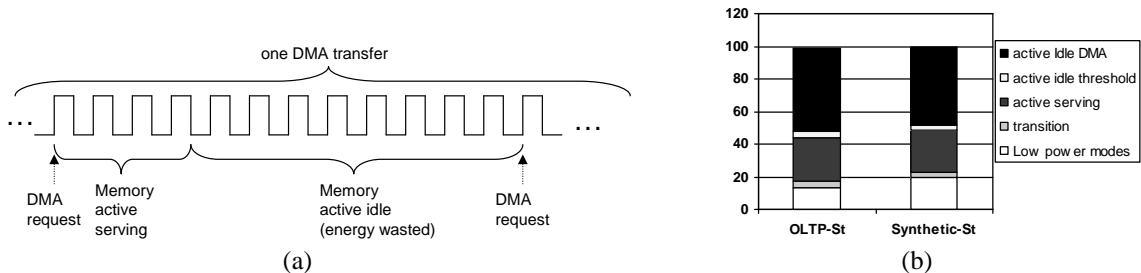 one DMA transfer
...
...
DMA
request
Memory
active
serving
Memory
active idle
(energy wasted)
DMA
request
(a)
120
100
80
60
40
20
0
OLTP-St
Synthetic-St
active Idle DMA
active idle threshold
active serving
transition
Low power modes
(b)